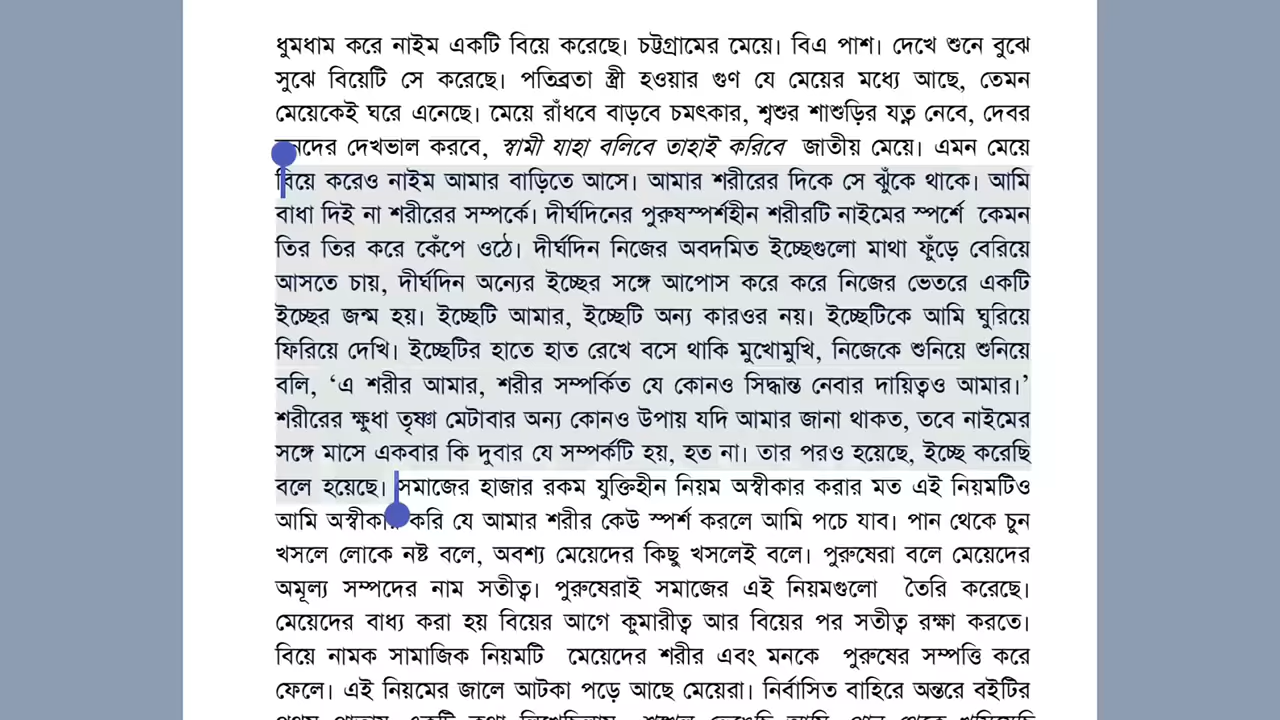 ধুমধাম করে নাইম একটি বিয়ে করেছে। চট্টগ্রামের মেয়ে। বিএ পাশ। দেখে শুনে বুঝে
সুঝে বিয়েটি সে করেছে। পতিব্রতা স্ত্রী হওয়ার গুণ যে মেয়ের মধ্যে আছে, তেমন
মেয়েকেই ঘরে এনেছে। মেয়ে রাঁধবে বাড়বে চমৎকার, শ্বশুর শাশুড়ির যত্ন নেবে, দেবর
দেখভাল করবে, স্বামী যাহা বলিবে তাহাই করিবে জাতীয় মেয়ে। এমন মেয়ে
বিয়ে করেও নাইম আমার বাড়িতে আসে। আমার শরীরের দিকে সে ঝুঁকে থাকে। আমি
বাধা দিই না শরীরের সম্পর্কে। দীর্ঘদিনের পুরুষস্পর্শহীন শরীরটি নাইমের স্পর্শে কেমন
তির তির করে কেঁপে ওঠে। দীর্ঘদিন নিজের অবদমিত ইচ্ছেগুলো মাথা ফুঁড়ে বেরিয়ে
আসতে চায়, দীর্ঘদিন অন্যের ইচ্ছের সঙ্গে আপোস করে করে নিজের ভেতরে একটি
ইচ্ছের জন্ম হয়। ইচ্ছেটি আমার, ইচ্ছেটি অন্য কারওর নয়। ইচ্ছেটিকে আমি ঘুরিয়ে
ফিরিয়ে দেখি। ইচ্ছেটির হাতে হাত রেখে বসে থাকি মুখোমুখি, নিজেকে শুনিয়ে শুনিয়ে
বলি, ‘এ শরীর আমার, শরীর সম্পর্কিত যে কোনও সিদ্ধান্ত নেবার দায়িত্বও আমার।’
শরীরের ক্ষুধা তৃষ্ণা মেটাবার অন্য কোনও উপায় যদি আমার জানা থাকত, তবে নাইমের
সঙ্গে মাসে একবার কি দুবার যে সম্পর্কটি হয়, হত না। তার পরও হয়েছে, ইচ্ছে করেছি
বলে হয়েছে। সমাজের হাজার রকম যুক্তিহীন নিয়ম অস্বীকার করার মত এই নিয়মটিও
আমি অস্বীকার করি যে আমার শরীর কেউ স্পর্শ করলে আমি পচে যাব। পান থেকে চুন
খসলে লোকে নষ্ট বলে, অবশ্য মেয়েদের কিছু খসলেই বলে। পুরুষেরা বলে মেয়েদের
অমূল্য সম্পদের নাম সতীত্ব। পুরুষেরাই সমাজের এই নিয়মগুলো তৈরি করেছে।
মেয়েদের বাধ্য করা হয় বিয়ের আগে কুমারীত্ব আর বিয়ের পর সতীত্ব রক্ষা করতে।
বিয়ে নামক সামাজিক নিয়মটি মেয়েদের শরীর এবং মনকে পুরুষের সম্পত্তি করে
ফেলে। এই নিয়মের জালে আটকা পড়ে আছে মেয়েরা। নির্বাসিত বাহিরে অন্তরে বইটির